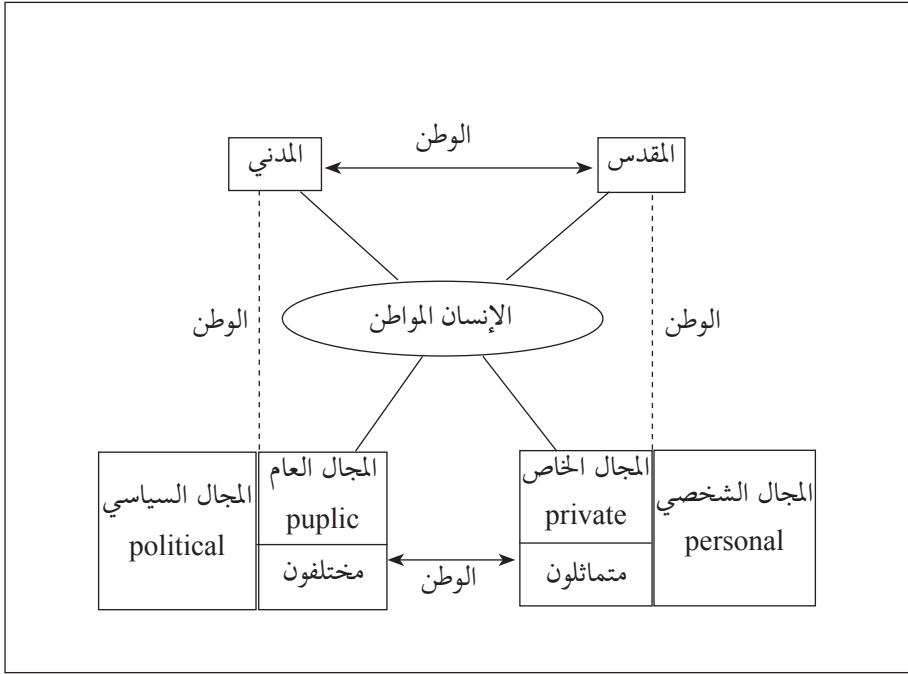 الوطن
المقدس
المدني
الإنسان المواطن
الوطن
الوطن
المجال الشخصي
personal
المجال الخاص
private
متماثلون
الوطن
المجال العام
puplic
مختلفون
المجال السياسي
political